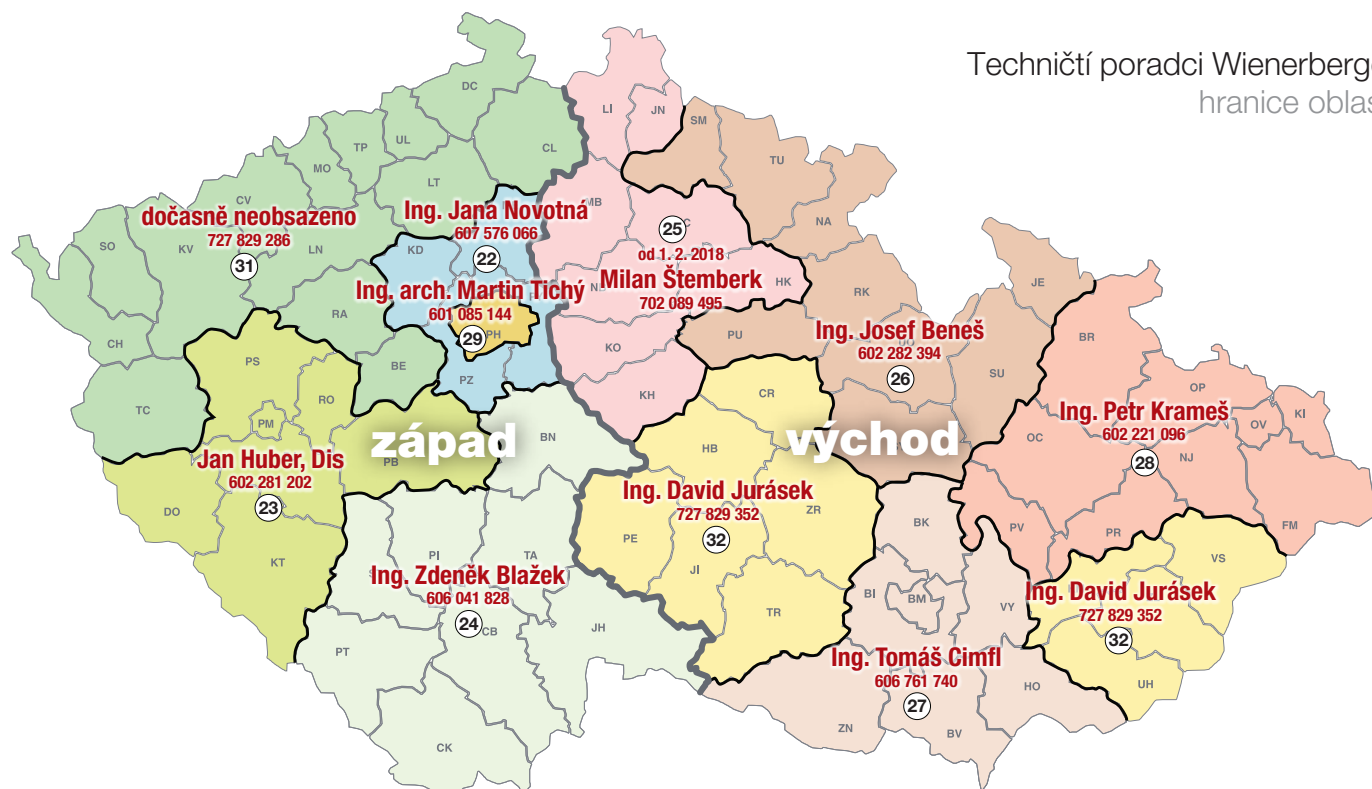 Techničtí poradci Wienerberg
hranice oblas
DC
LI
JN
SM
UL
TP
MO
CL
TU
LT
CV
dočasně neobsazeno
727 829 286
31
SO
KV
LN
Ing. Jana Novotná
607 576 066
22
MB
25
od 1. 2. 2018
Milan Štemberk
702 089 495
NA
KD
HK
JE
RK
Ing. arch. Martin Tichý
601 085 144
29
PH
RA
CH
BE
PZ
KO
PU
Ing. Josef Beneš
602 282 394
26
SU
BR
PS
KH
CR
OP
TC
RO
PM
Ing. Petr Krameš
602 221 096
28
KI
OV
západ
východ
BN
HB
OC
NJ
PB
Jan Huber, Dis
602 281 202
23
DO
Ing. David Jurásek
727 829 352
32
ZR
BK
PV
PR
FM
PE
JI
KT
PI
TA
VS
Ing. Zdeněk Blažek
606 041 828
24
CB
BI
BM
VY
Ing. David Jurásek
727 829 352
32
TR
JH
PT
Ing. Tomáš Cimfl
606 761 740
27
HO
UH
ZN
BV
CK